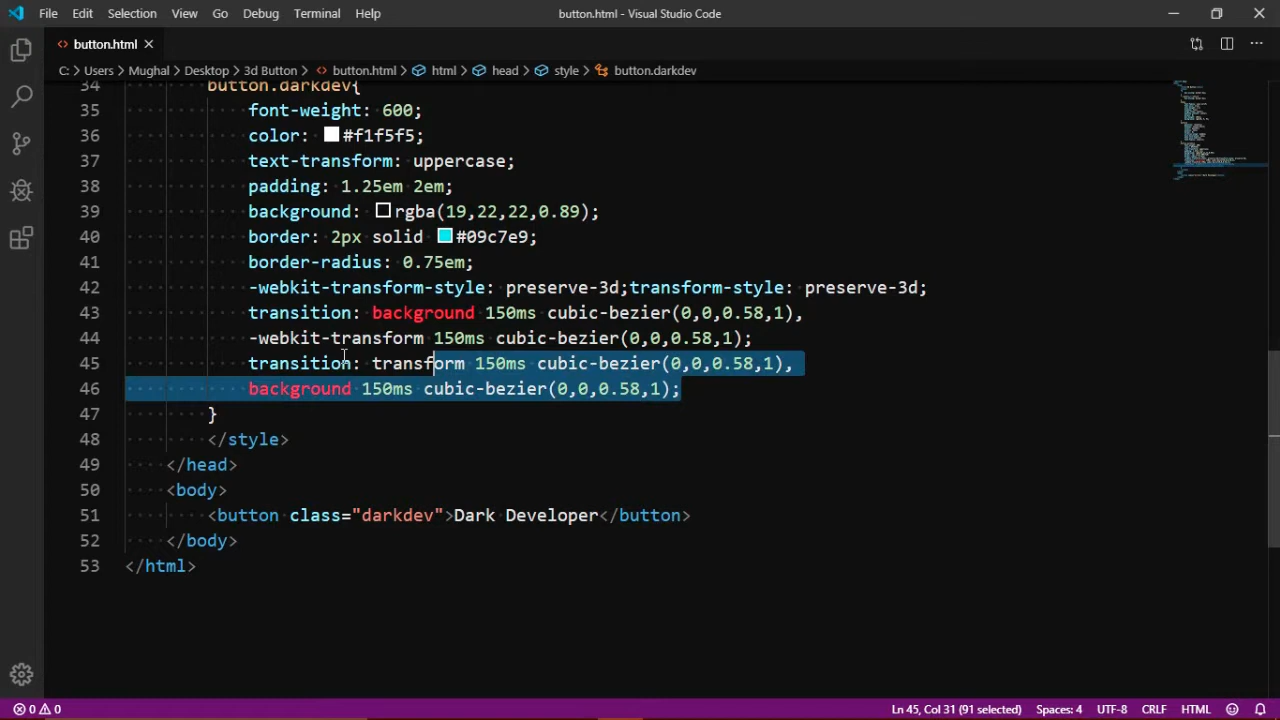 File Edit Selection View Go Debug Terminal Help button.html - Visual Studio Code
button.html
C: > Users > Mughal > Desktop > 3d Button > button.html > html > head > style > button.darkdev
34 button.darkdev{
35 font-weight: 600;
36 color: #f1f5f5;
37 text-transform: uppercase;
38 padding: 1.25em 2em;
39 background: rgba(19,22,22,0.89);
40 border: 2px solid #09c7e9;
41 border-radius: 0.75em;
42 -webkit-transform-style: preserve-3d;transform-style: preserve-3d;
43 transition: background 150ms cubic-bezier(0,0,0.58,1),
44 -webkit-transform 150ms cubic-bezier(0,0,0.58,1);
45 transition: transform 150ms cubic-bezier(0,0,0.58,1),
46 background 150ms cubic-bezier(0,0,0.58,1);
47 }
48 </style>
49 </head>
50 <body>
51 <button class="darkdev">Dark Developer</button>
52 </body>
53 </html>
0 0 Ln 45, Col 31 (91 selected) Spaces: 4 UTF-8 CRLF HTML